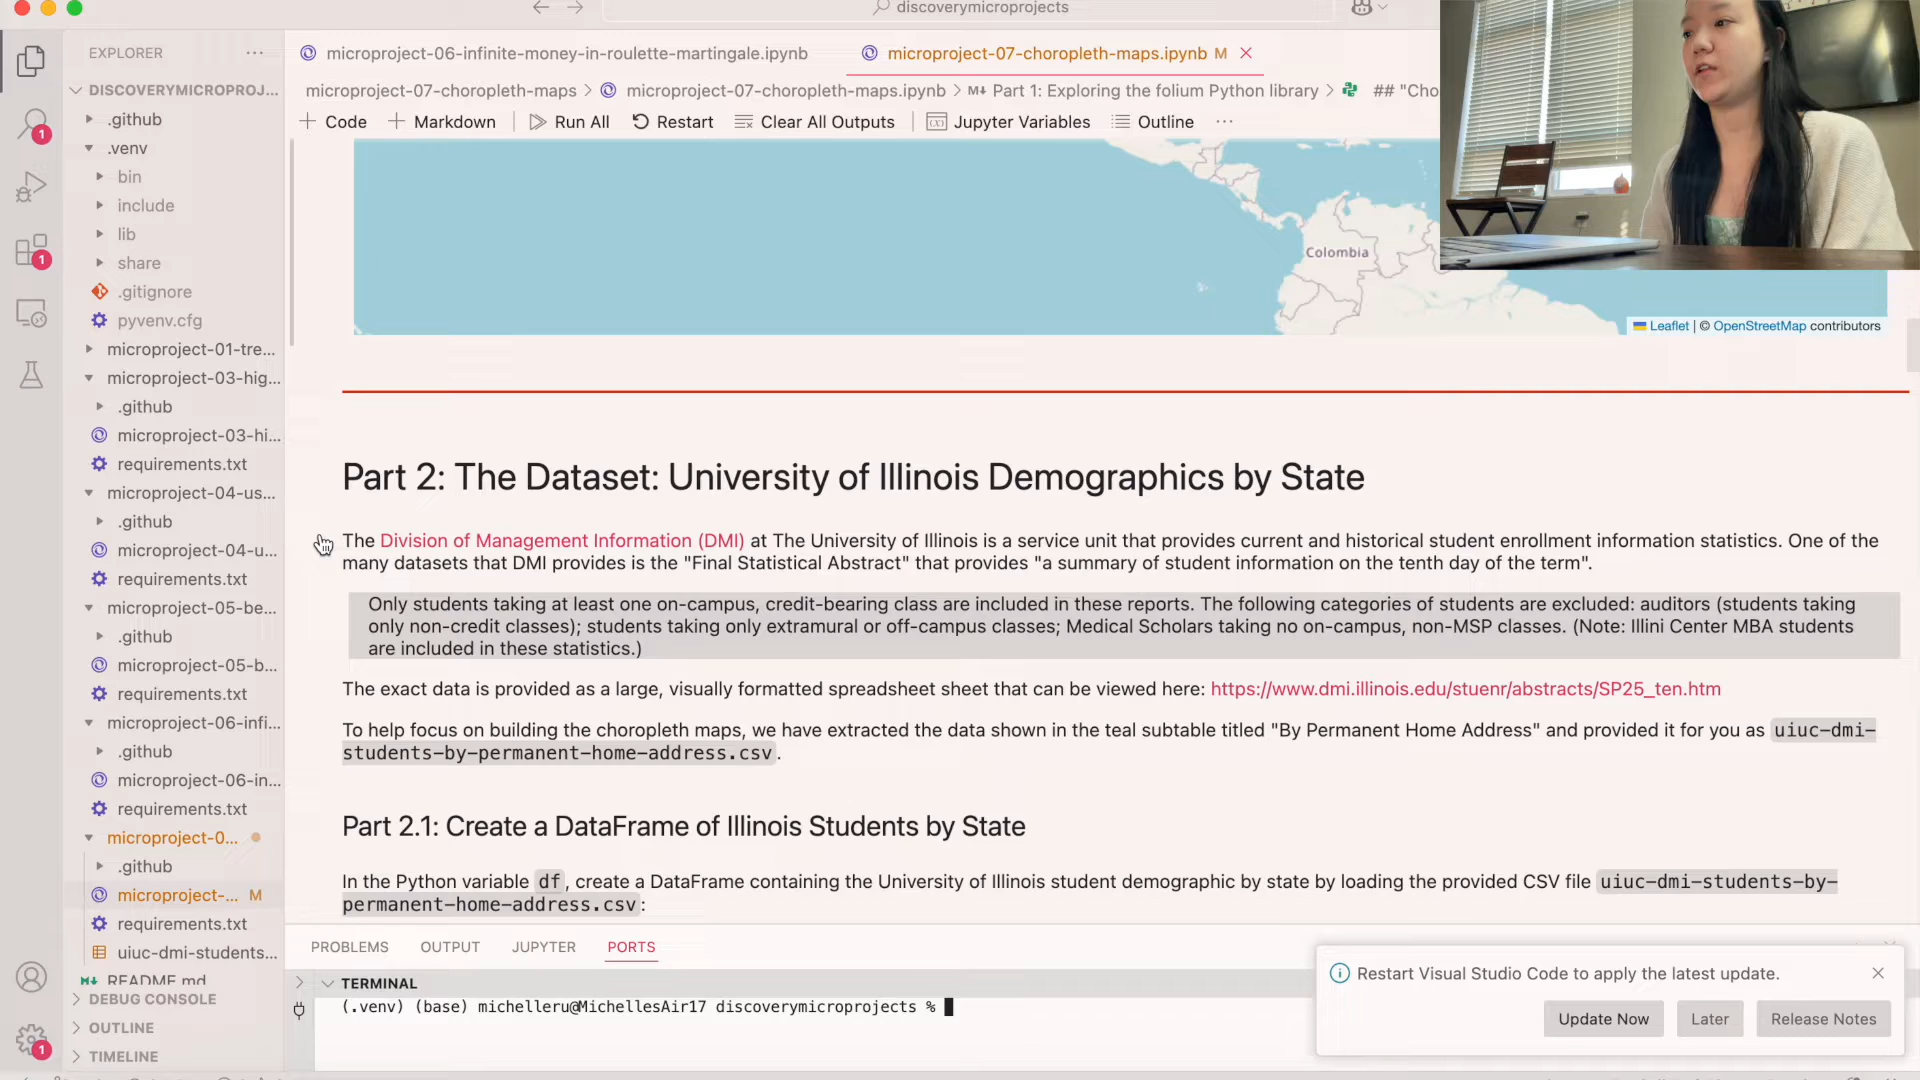 discoverymicroprojects
EXPLORER
microproject-06-infinite-money-in-roulette-martingale.ipynb
microproject-07-choropleth-maps.ipynb M
DISCOVERYMICROPROJ...
microproject-07-choropleth-maps > microproject-07-choropleth-maps.ipynb > M Part 1: Exploring the folium Python library > ## "Cho
Code Markdown Run All Restart Clear All Outputs Jupyter Variables Outline ...
.github
.venv
bin
include
lib
share
.gitignore
pyvenv.cfg
microproject-01-tre...
microproject-03-hig...
.github
microproject-03-hi...
requirements.txt
microproject-04-us...
.github
microproject-04-u...
requirements.txt
microproject-05-be...
.github
microproject-05-b...
requirements.txt
microproject-06-infi...
.github
microproject-06-in...
requirements.txt
microproject-0...
.github
microproject-... M
requirements.txt
uiuc-dmi-students...
README.md
DEBUG CONSOLE
OUTLINE
TIMELINE
1
1
1
Colombia
Leaflet | © OpenStreetMap contributors
Part 2: The Dataset: University of Illinois Demographics by State
The Division of Management Information (DMI) at The University of Illinois is a service unit that provides current and historical student enrollment information statistics. One of the
many datasets that DMI provides is the "Final Statistical Abstract" that provides "a summary of student information on the tenth day of the term".
Only students taking at least one on-campus, credit-bearing class are included in these reports. The following categories of students are excluded: auditors (students taking
only non-credit classes); students taking only extramural or off-campus classes; Medical Scholars taking no on-campus, non-MSP classes. (Note: Illini Center MBA students
are included in these statistics.)
The exact data is provided as a large, visually formatted spreadsheet sheet that can be viewed here: https://www.dmi.illinois.edu/stuenr/abstracts/SP25_ten.htm
To help focus on building the choropleth maps, we have extracted the data shown in the teal subtable titled "By Permanent Home Address" and provided it for you as uiuc-dmi-
students-by-permanent-home-address.csv.
Part 2.1: Create a DataFrame of Illinois Students by State
In the Python variable df, create a DataFrame containing the University of Illinois student demographic by state by loading the provided CSV file uiuc-dmi-students-by-
permanent-home-address.csv:
PROBLEMS OUTPUT JUPYTER PORTS
TERMINAL
(.venv) (base) michelleru@MichellesAir17 discoverymicroprojects %
Restart Visual Studio Code to apply the latest update.
Update Now Later Release Notes